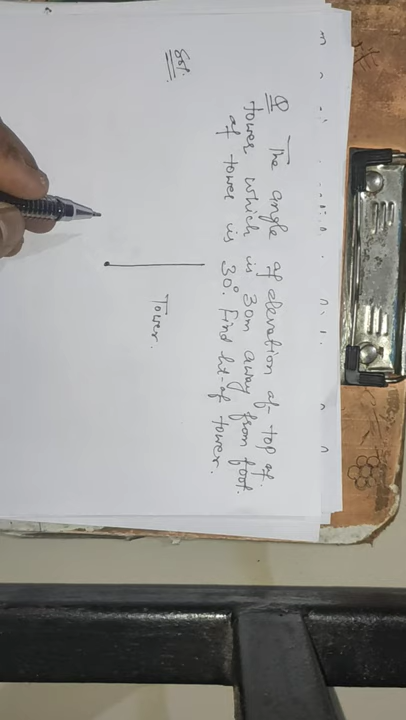 Q The angle of elevation of top of
tower which is 30m away from foot
of tower is 30°. Find ht. of tower.
Sol:
Tower.